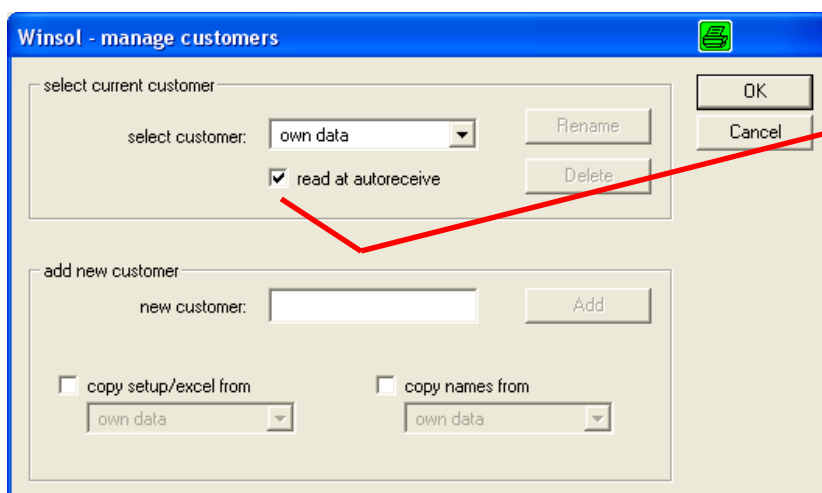 Winsol - manage customers
select current customer
OK
select customer: own data Rename
Cancel
read at autoreceive Delete
add new customer
new customer: Add
copy setup/excel from copy names from
own data own data